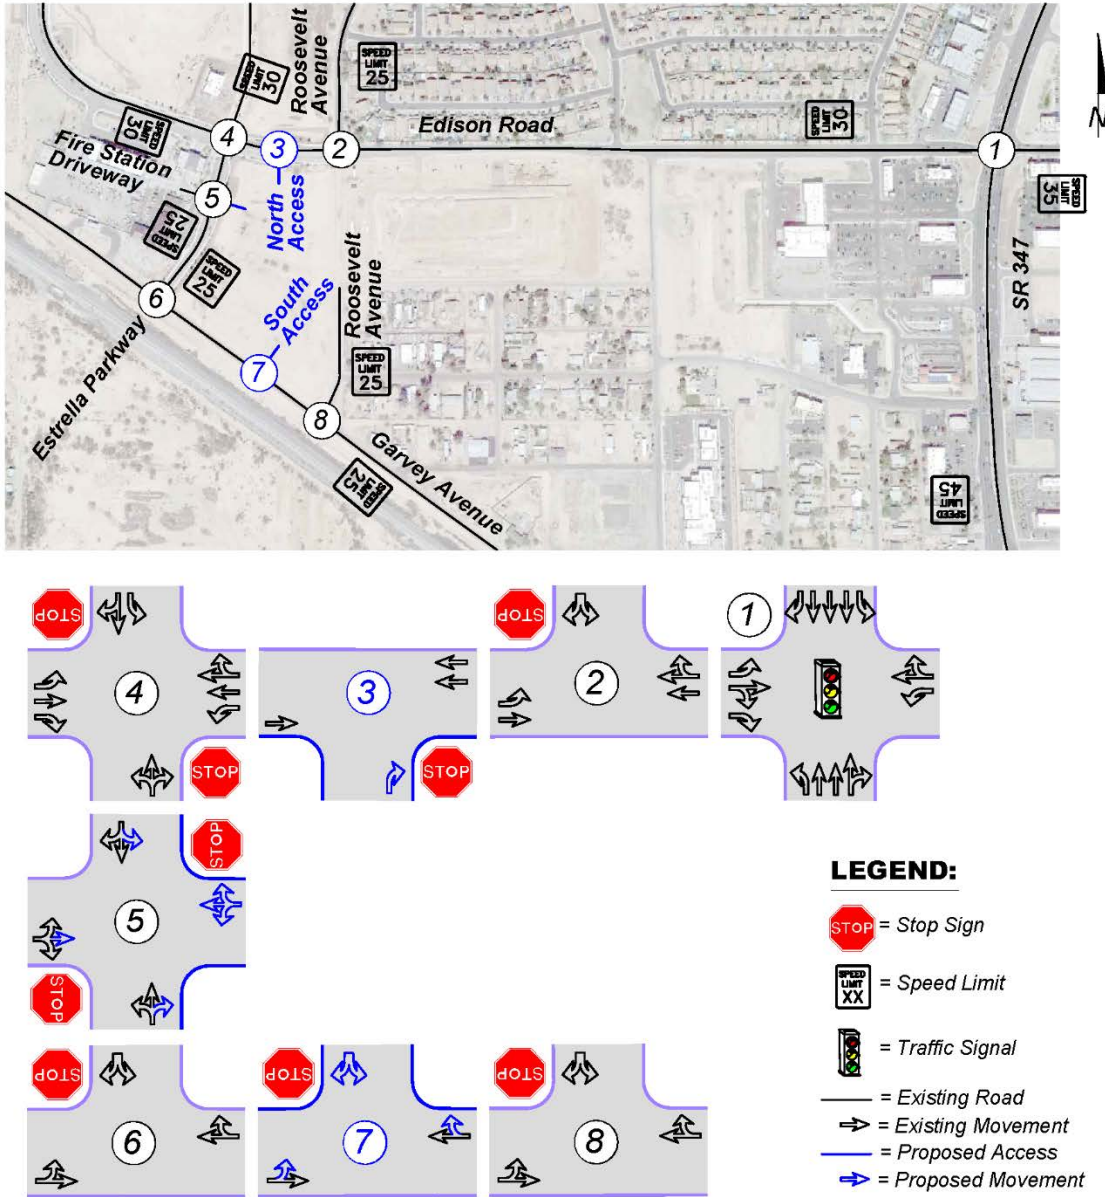 Roosevelt
Avenue
SPEED
LIMIT
30
SPEED
LIMIT
25
N
SPEED
LIMIT
30
4
3
2
Edison Road
SPEED
LIMIT
30
1
Fire Station
Driveway
5
North
Access
SPEED
LIMIT
35
SPEED
LIMIT
25
SPEED
LIMIT
25
6
South
Access
Roosevelt
Avenue
SR 347
Estrella Parkway
7
SPEED
LIMIT
25
8
Garvey Avenue
SPEED
LIMIT
25
SPEED
LIMIT
45
STOP
4
STOP
3
STOP
STOP
2
1
STOP
5
STOP
LEGEND:
STOP = Stop Sign
SPEED
LIMIT
XX
= Speed Limit
= Traffic Signal
= Existing Road
= Existing Movement
= Proposed Access
= Proposed Movement
STOP
6
STOP
7
STOP
8